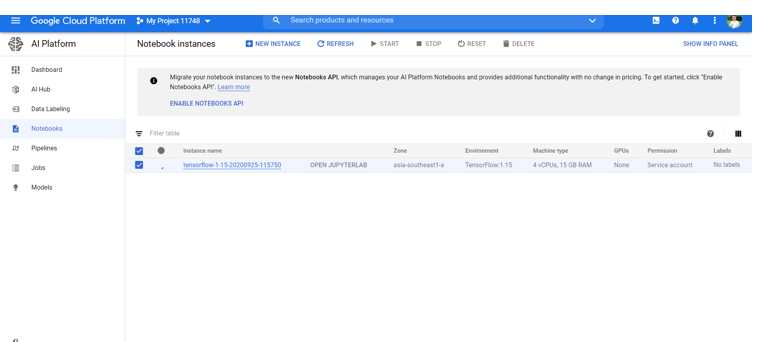 Google Cloud Platform
My Project 11748
Search products and resources
AI Platform
Notebook instances
NEW INSTANCE
REFRESH
START
STOP
RESET
DELETE
SHOW INFO PANEL
Dashboard
AI Hub
Data Labeling
Notebooks
Pipelines
Jobs
Models
Migrate your notebook instances to the new Notebooks API, which manages your AI Platform Notebooks and provides additional functionality with no change in pricing. To get started, click "Enable
Notebooks API". Learn more
ENABLE NOTEBOOKS API
Filter table
Instance name Zone Environment Machine type GPUs Permission Labels
tensorflow-1-15-20200925-115750 OPEN JUPYTERLAB asia-southeast1-a TensorFlow:1.15 4 vCPUs, 15 GB RAM None Service account No labels